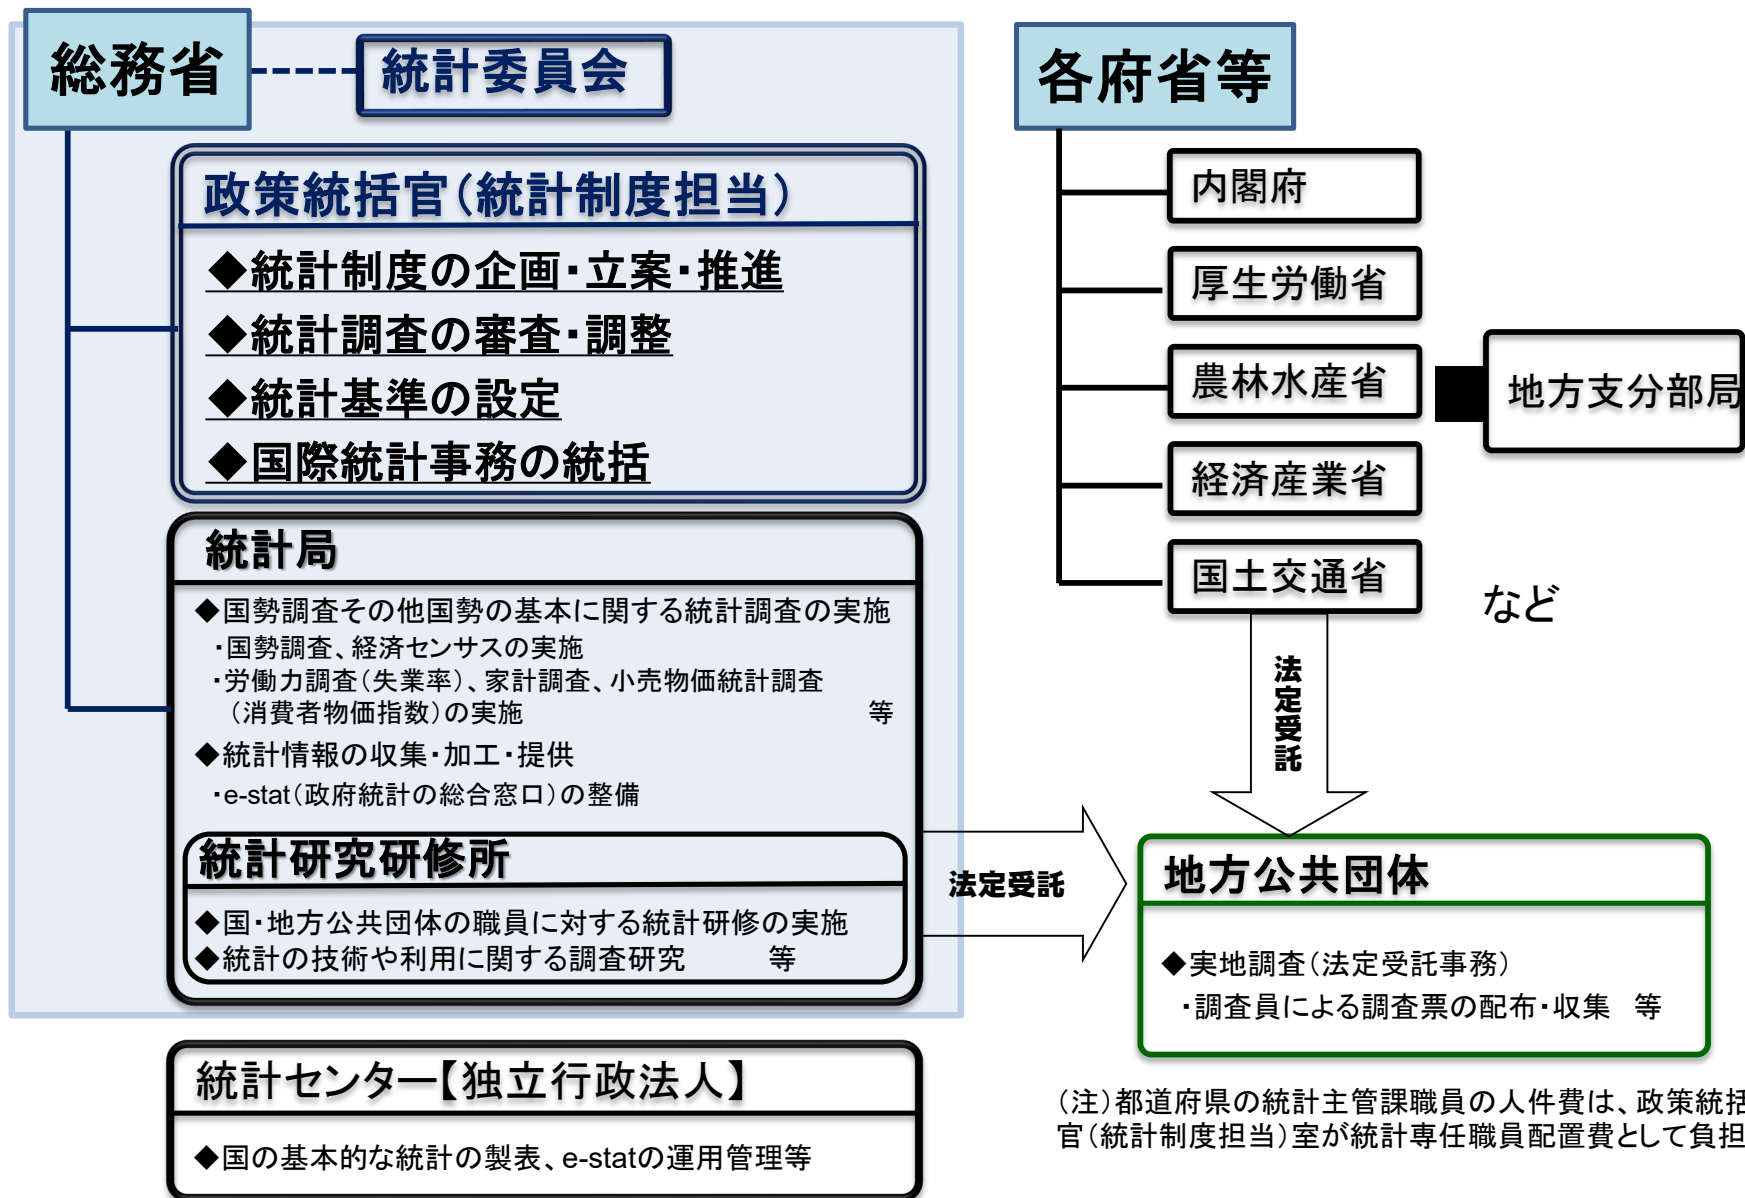 総務省
統計委員会
政策統括官（統計制度担当）
◆統計制度の企画・立案・推進
◆統計調査の審査・調整
◆統計基準の設定
◆国際統計事務の統括
統計局
◆国勢調査その他国勢の基本に関する統計調査の実施
・国勢調査、経済センサスの実施
・労働力調査（失業率）、家計調査、小売物価統計調査
（消費者物価指数）の実施 等
◆統計情報の収集・加工・提供
・e-stat（政府統計の総合窓口）の整備
統計研究研修所
◆国・地方公共団体の職員に対する統計研修の実施
◆統計の技術や利用に関する調査研究 等
統計センター【独立行政法人】
◆国の基本的な統計の製表、e-statの運用管理等
法定受託
各府省等
内閣府
厚生労働省
農林水産省
経済産業省
国土交通省
地方支分部局
など
法定受託
地方公共団体
◆実地調査（法定受託事務）
・調査員による調査票の配布・収集 等
（注）都道府県の統計主管課職員の人件費は、政策統括
官（統計制度担当）室が統計専任職員配置費として負担